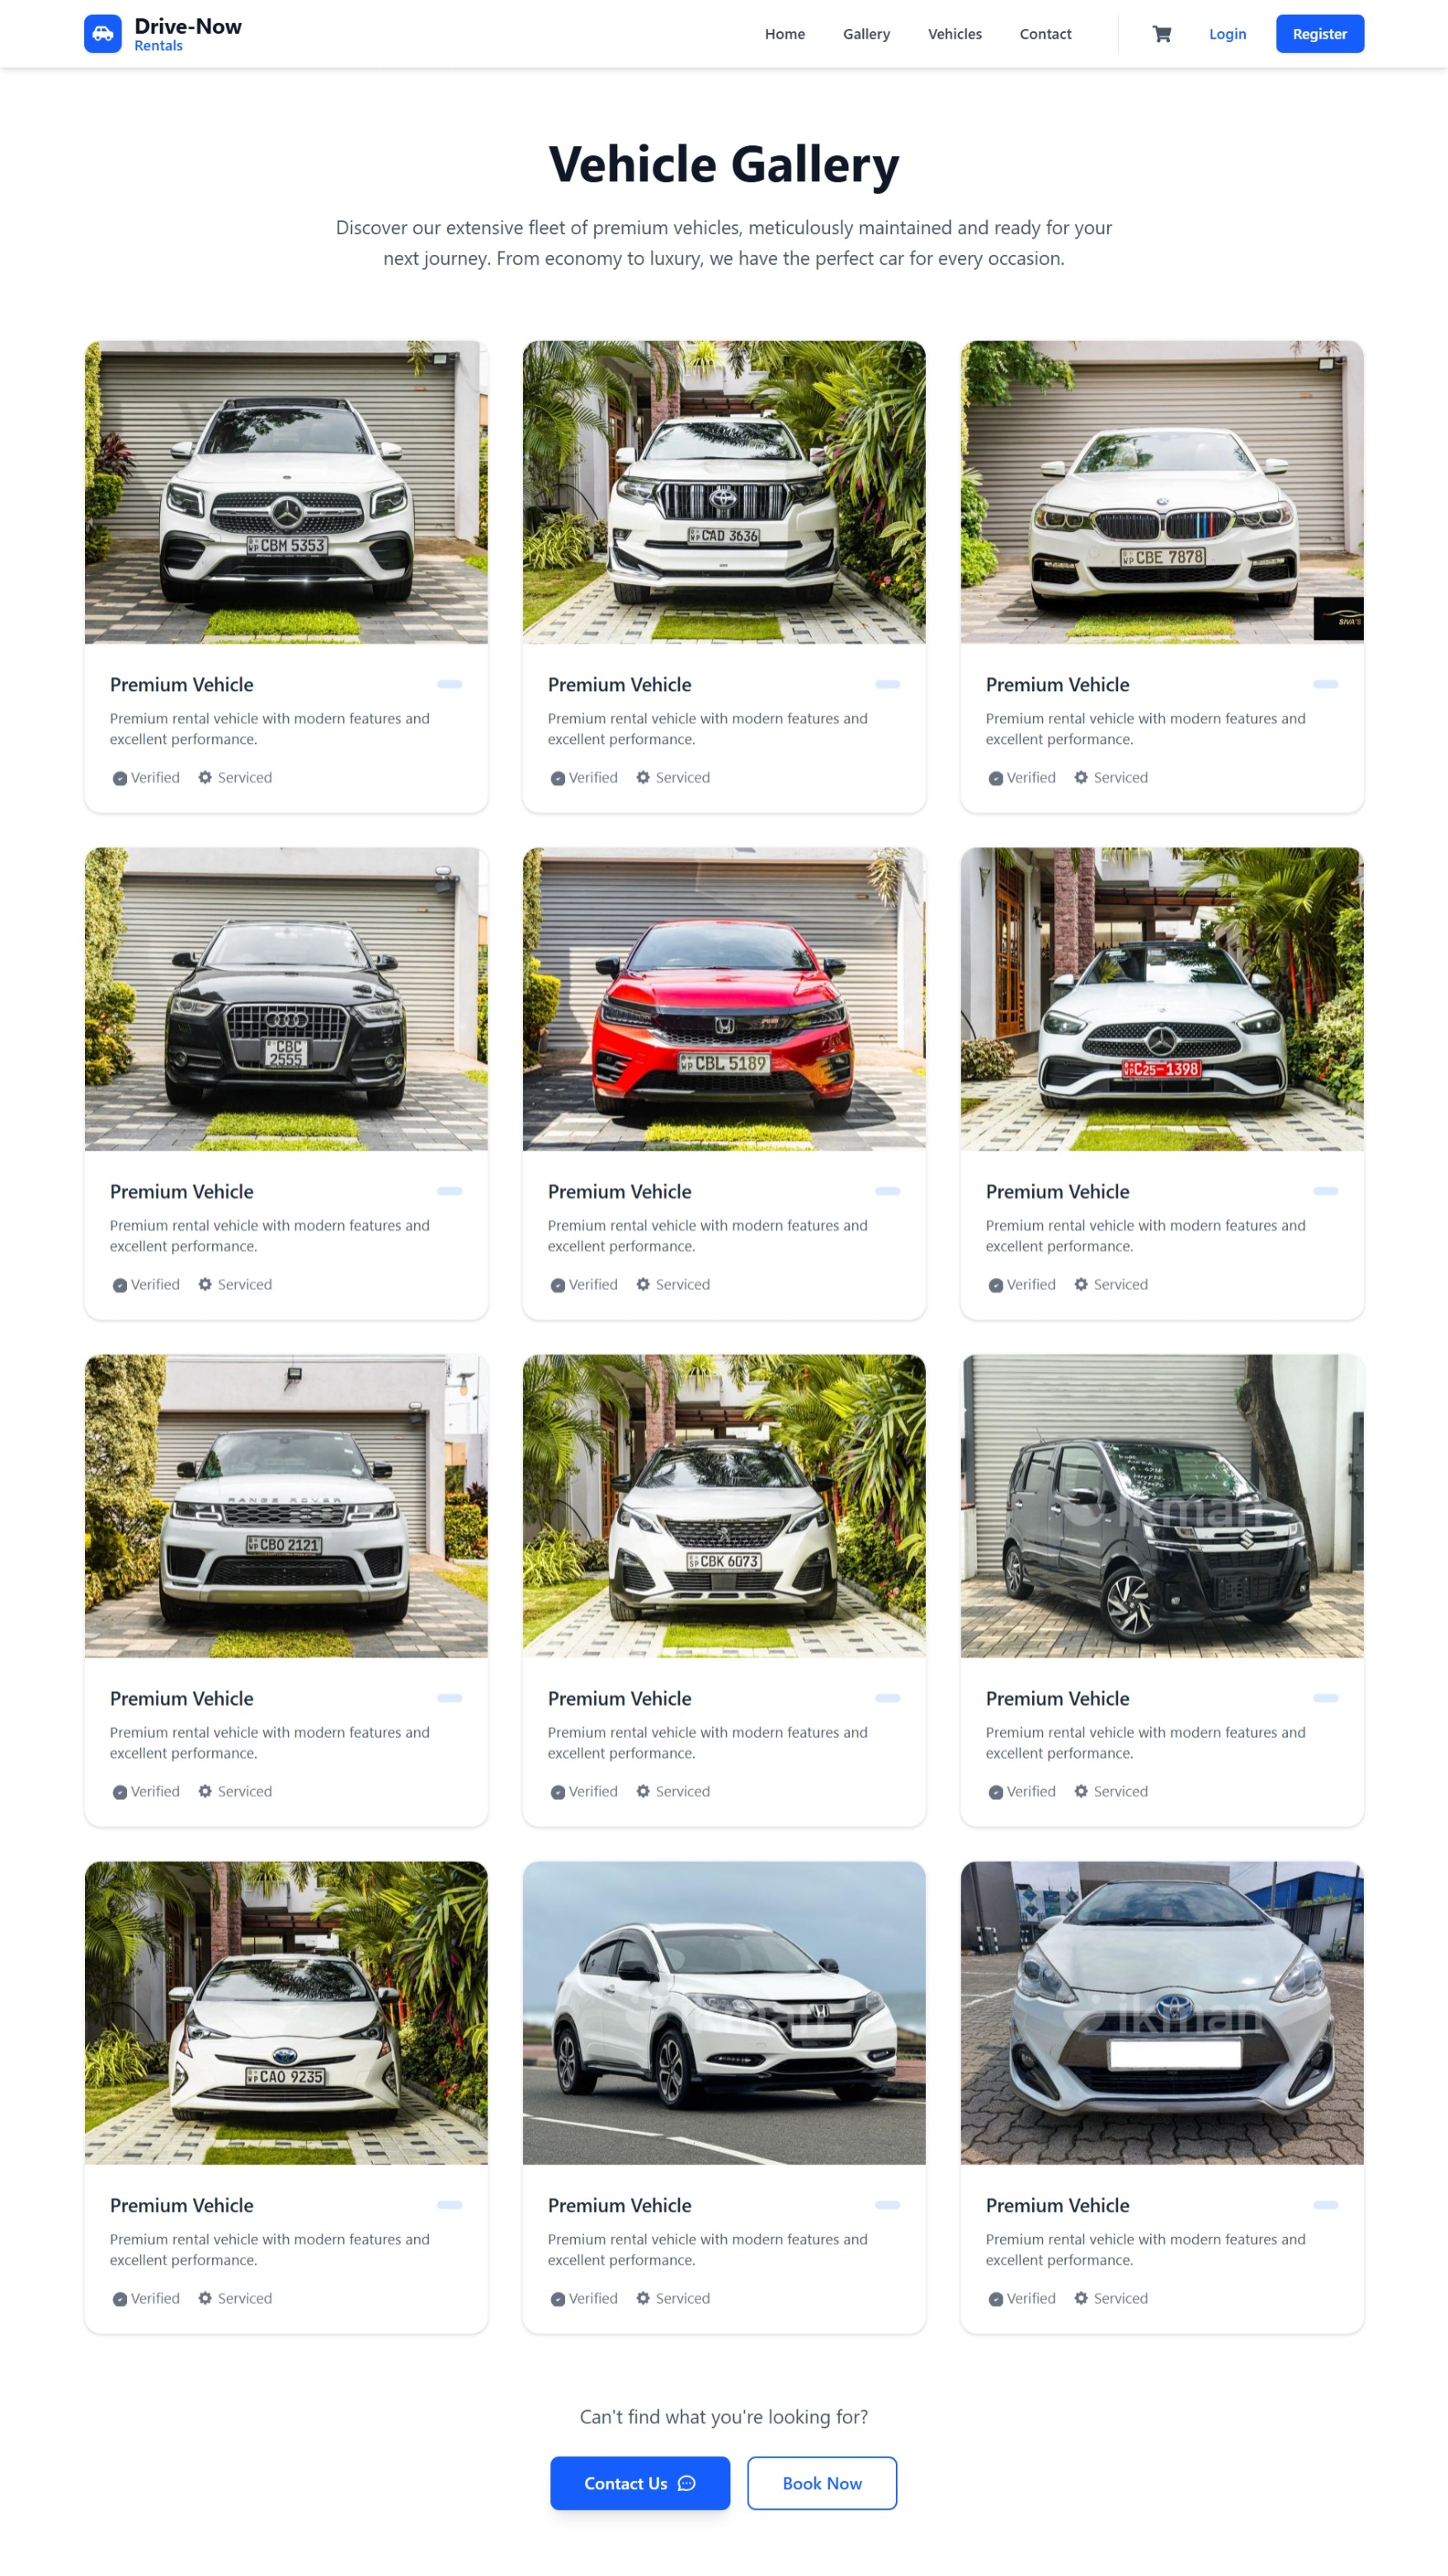 Drive-Now
Rentals
Home
Gallery
Vehicles
Contact
Login
Register
Vehicle Gallery
Discover our extensive fleet of premium vehicles, meticulously maintained and ready for your
next journey. From economy to luxury, we have the perfect car for every occasion.
WP CBM 5353
Premium Vehicle
Premium rental vehicle with modern features and
excellent performance.
Verified Serviced
WP CAD 3636
Premium Vehicle
Premium rental vehicle with modern features and
excellent performance.
Verified Serviced
WP CBE 7878
SIVA'S
Premium Vehicle
Premium rental vehicle with modern features and
excellent performance.
Verified Serviced
CBC
2555
Premium Vehicle
Premium rental vehicle with modern features and
excellent performance.
Verified Serviced
WP CBL 5189
Premium Vehicle
Premium rental vehicle with modern features and
excellent performance.
Verified Serviced
WP C25-1398
Premium Vehicle
Premium rental vehicle with modern features and
excellent performance.
Verified Serviced
RANGE ROVER
WP CBO 2121
Premium Vehicle
Premium rental vehicle with modern features and
excellent performance.
Verified Serviced
SP CBK 6073
Premium Vehicle
Premium rental vehicle with modern features and
excellent performance.
Verified Serviced
ikman
Premium Vehicle
Premium rental vehicle with modern features and
excellent performance.
Verified Serviced
WP CAO 9235
Premium Vehicle
Premium rental vehicle with modern features and
excellent performance.
Verified Serviced
ikman
Premium Vehicle
Premium rental vehicle with modern features and
excellent performance.
Verified Serviced
ikman
Premium Vehicle
Premium rental vehicle with modern features and
excellent performance.
Verified Serviced
Can't find what you're looking for?
Contact Us
Book Now